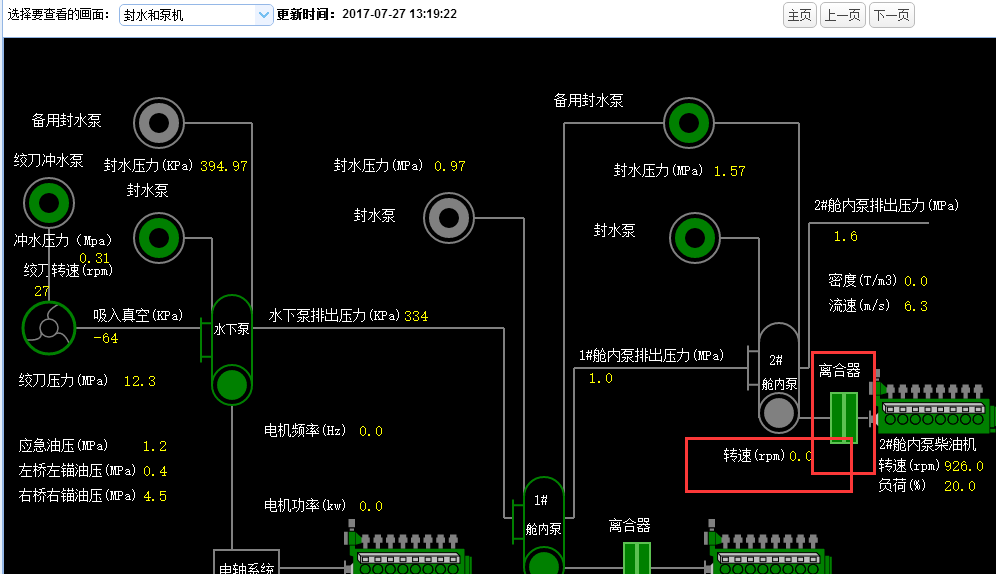 选择要查看的画面： 封水和泵机 更新时间：2017-07-27 13:19:22 主页 上一页 下一页
备用封水泵
备用封水泵
绞刀冲水泵
封水压力(KPa) 394.97
封水压力(MPa) 0.97
封水压力(MPa) 1.57
封水泵
封水泵
封水泵
2#舱内泵排出压力(MPa)
1.6
冲水压力 (Mpa)
0.31
绞刀转速(rpm)
27
密度(T/m3) 0.0
流速(m/s) 6.3
吸入真空(KPa)
-64
水下泵
水下泵排出压力(KPa) 334
1#舱内泵排出压力(MPa)
1.0
2#
舱内泵
离合器
绞刀压力(MPa) 12.3
电机频率(Hz) 0.0
应急油压(MPa) 1.2
左桥左锚油压(MPa) 0.4
右桥右锚油压(MPa) 4.5
转速(rpm) 0.0
2#舱内泵柴油机
转速(rpm) 926.0
负荷(%) 20.0
电机功率(kw) 0.0
1#
舱内泵
离合器
电轴系统